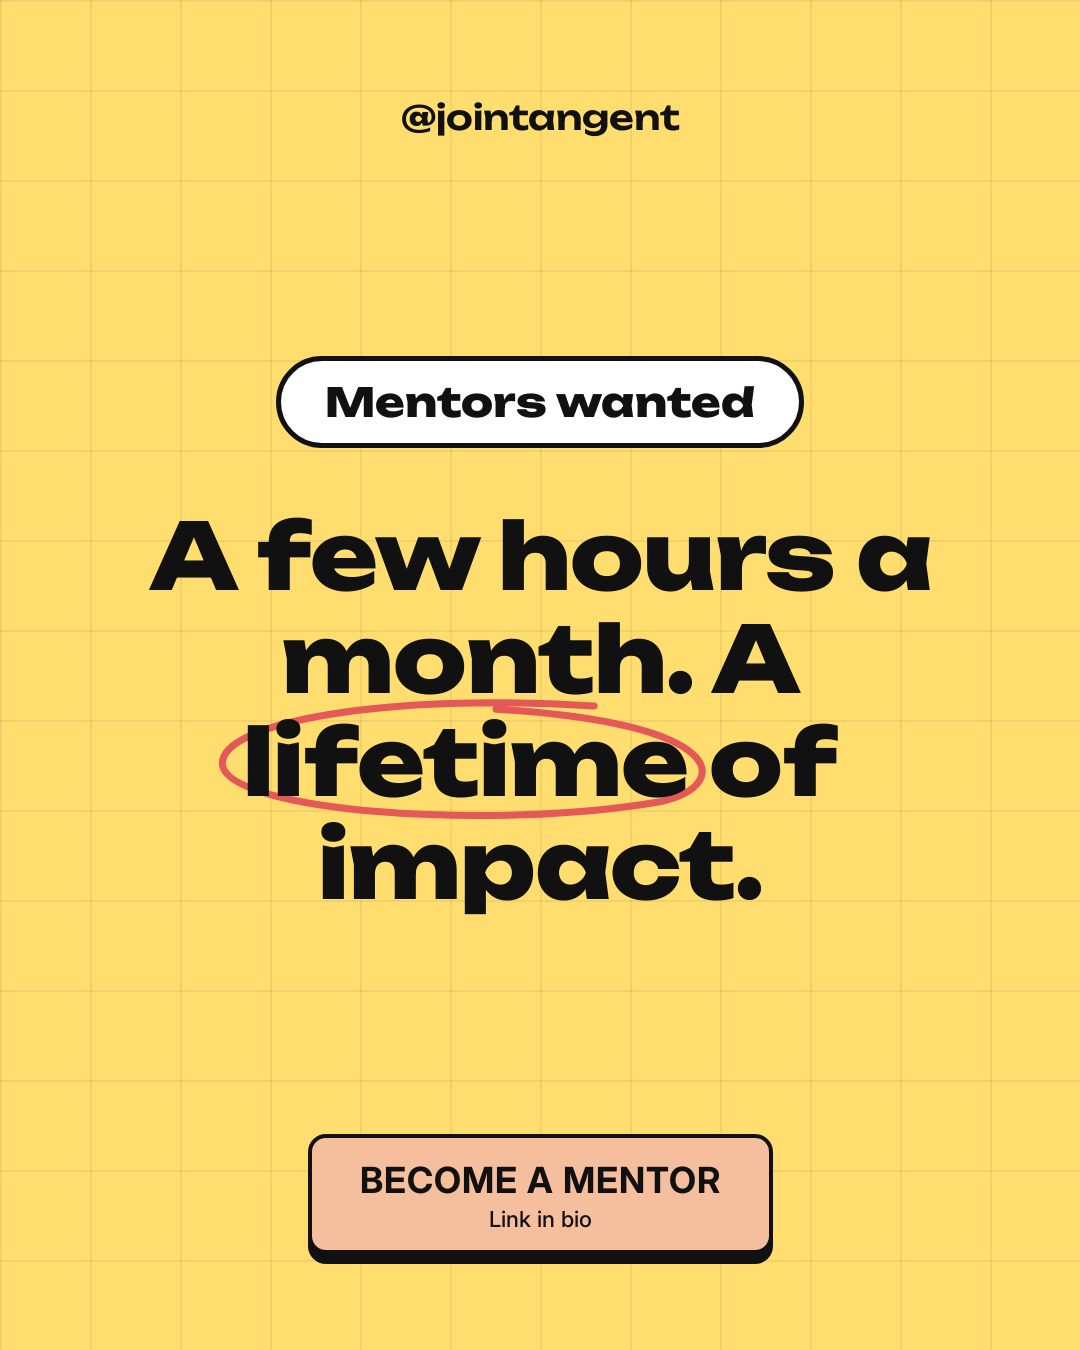 @jointangent
Mentors wanted
A few hours a
month. A
lifetime of
impact.
BECOME A MENTOR
Link in bio